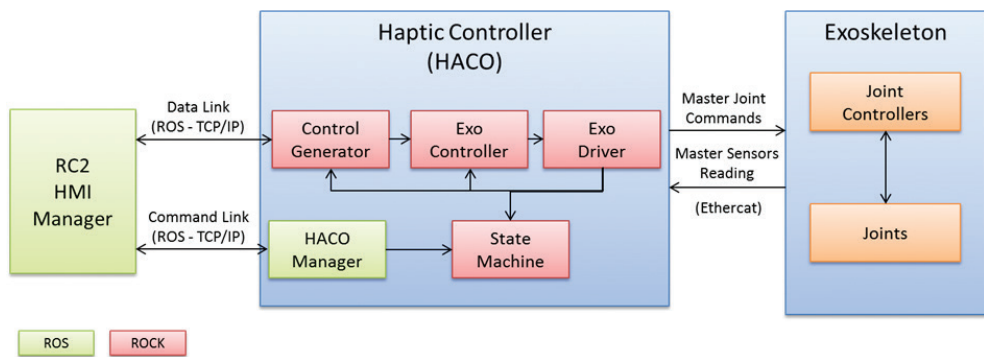 Haptic Controller
(HACO)
Exoskeleton
Data Link
(ROS - TCP/IP)
Control
Generator
Exo
Controller
Exo
Driver
Master Joint
Commands
Joint
Controllers
RC2
HMI
Manager
Master Sensors
Reading
(Ethercat)
Command Link
(ROS - TCP/IP)
HACO
Manager
State
Machine
Joints
ROS
ROCK